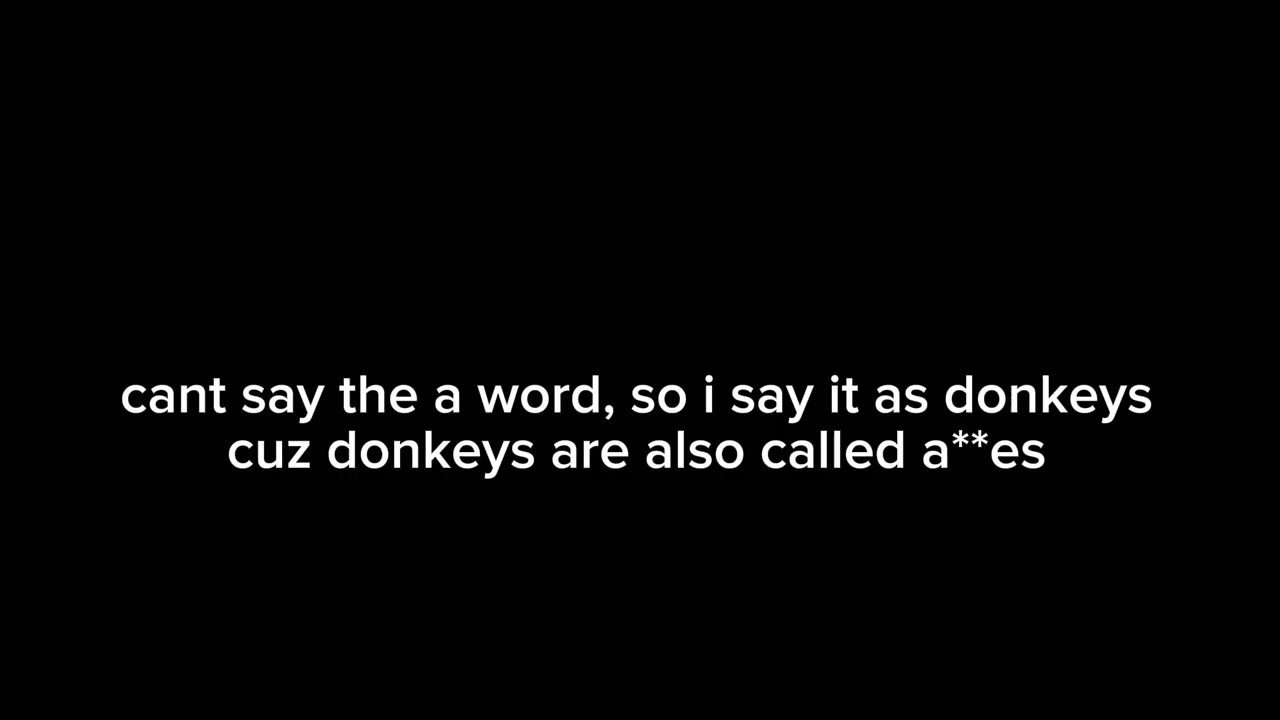 cant say the a word, so i say it as donkeys
cuz donkeys are also called a**es